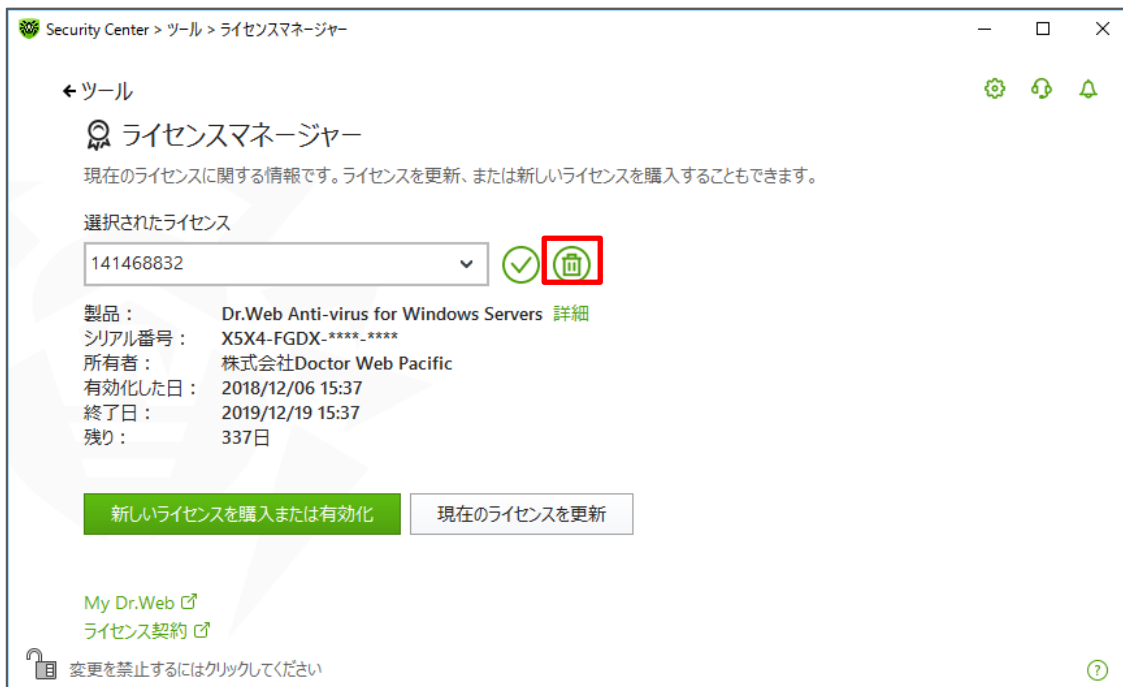 Security Center > ツール > ライセンスマネージャー
ツール
ライセンスマネージャー
現在のライセンスに関する情報です。ライセンスを更新、または新しいライセンスを購入することもできます。
選択されたライセンス
141468832
製品： Dr.Web Anti-virus for Windows Servers 詳細
シリアル番号： X5X4-FGDX-****-****
所有者： 株式会社Doctor Web Pacific
有効化した日： 2018/12/06 15:37
終了日： 2019/12/19 15:37
残り： 337日
新しいライセンスを購入または有効化 現在のライセンスを更新
My Dr.Web
ライセンス契約
変更を禁止するにはクリックしてください